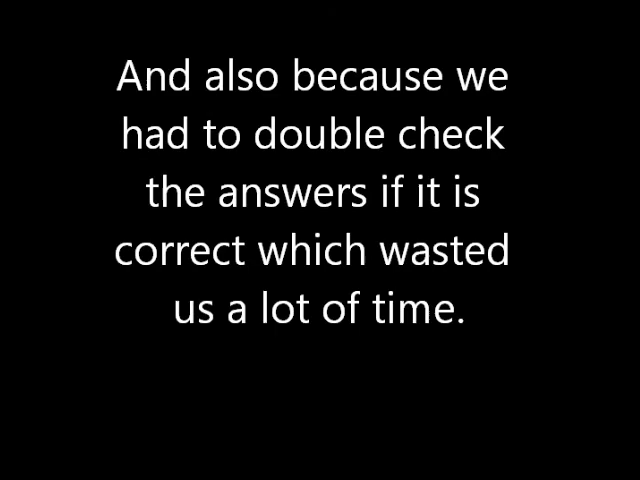 And also because we
had to double check
the answers if it is
correct which wasted
us a lot of time.